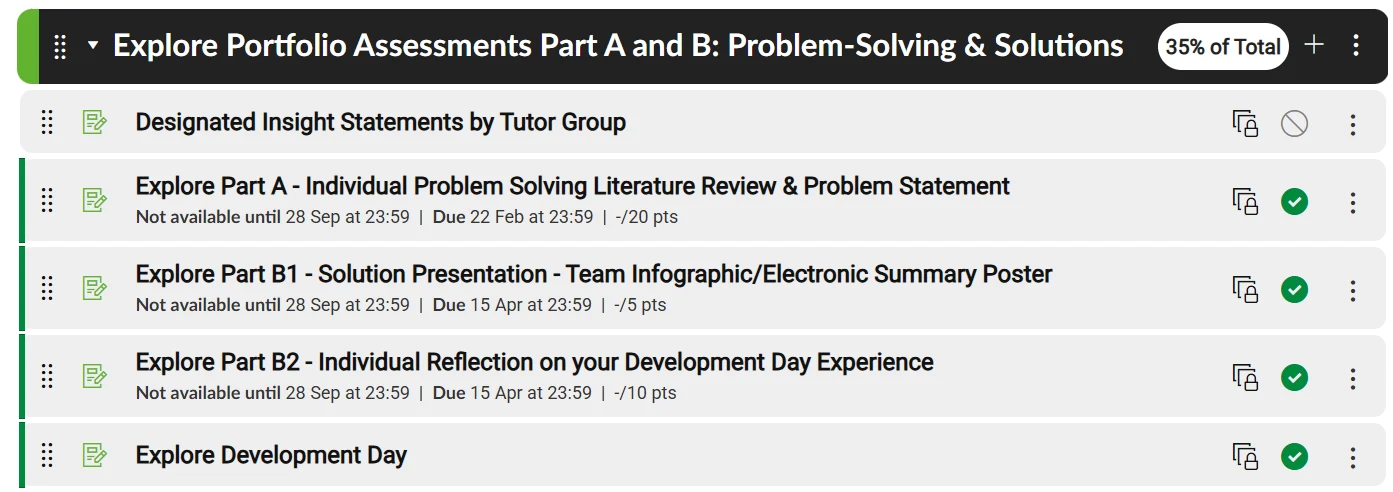 Explore Portfolio Assessments Part A and B: Problem-Solving & Solutions 35% of Total
Designated Insight Statements by Tutor Group
Explore Part A - Individual Problem Solving Literature Review & Problem Statement
Not available until 28 Sep at 23:59 | Due 22 Feb at 23:59 | -/20 pts
Explore Part B1 - Solution Presentation - Team Infographic/Electronic Summary Poster
Not available until 28 Sep at 23:59 | Due 15 Apr at 23:59 | -/5 pts
Explore Part B2 - Individual Reflection on your Development Day Experience
Not available until 28 Sep at 23:59 | Due 15 Apr at 23:59 | -/10 pts
Explore Development Day